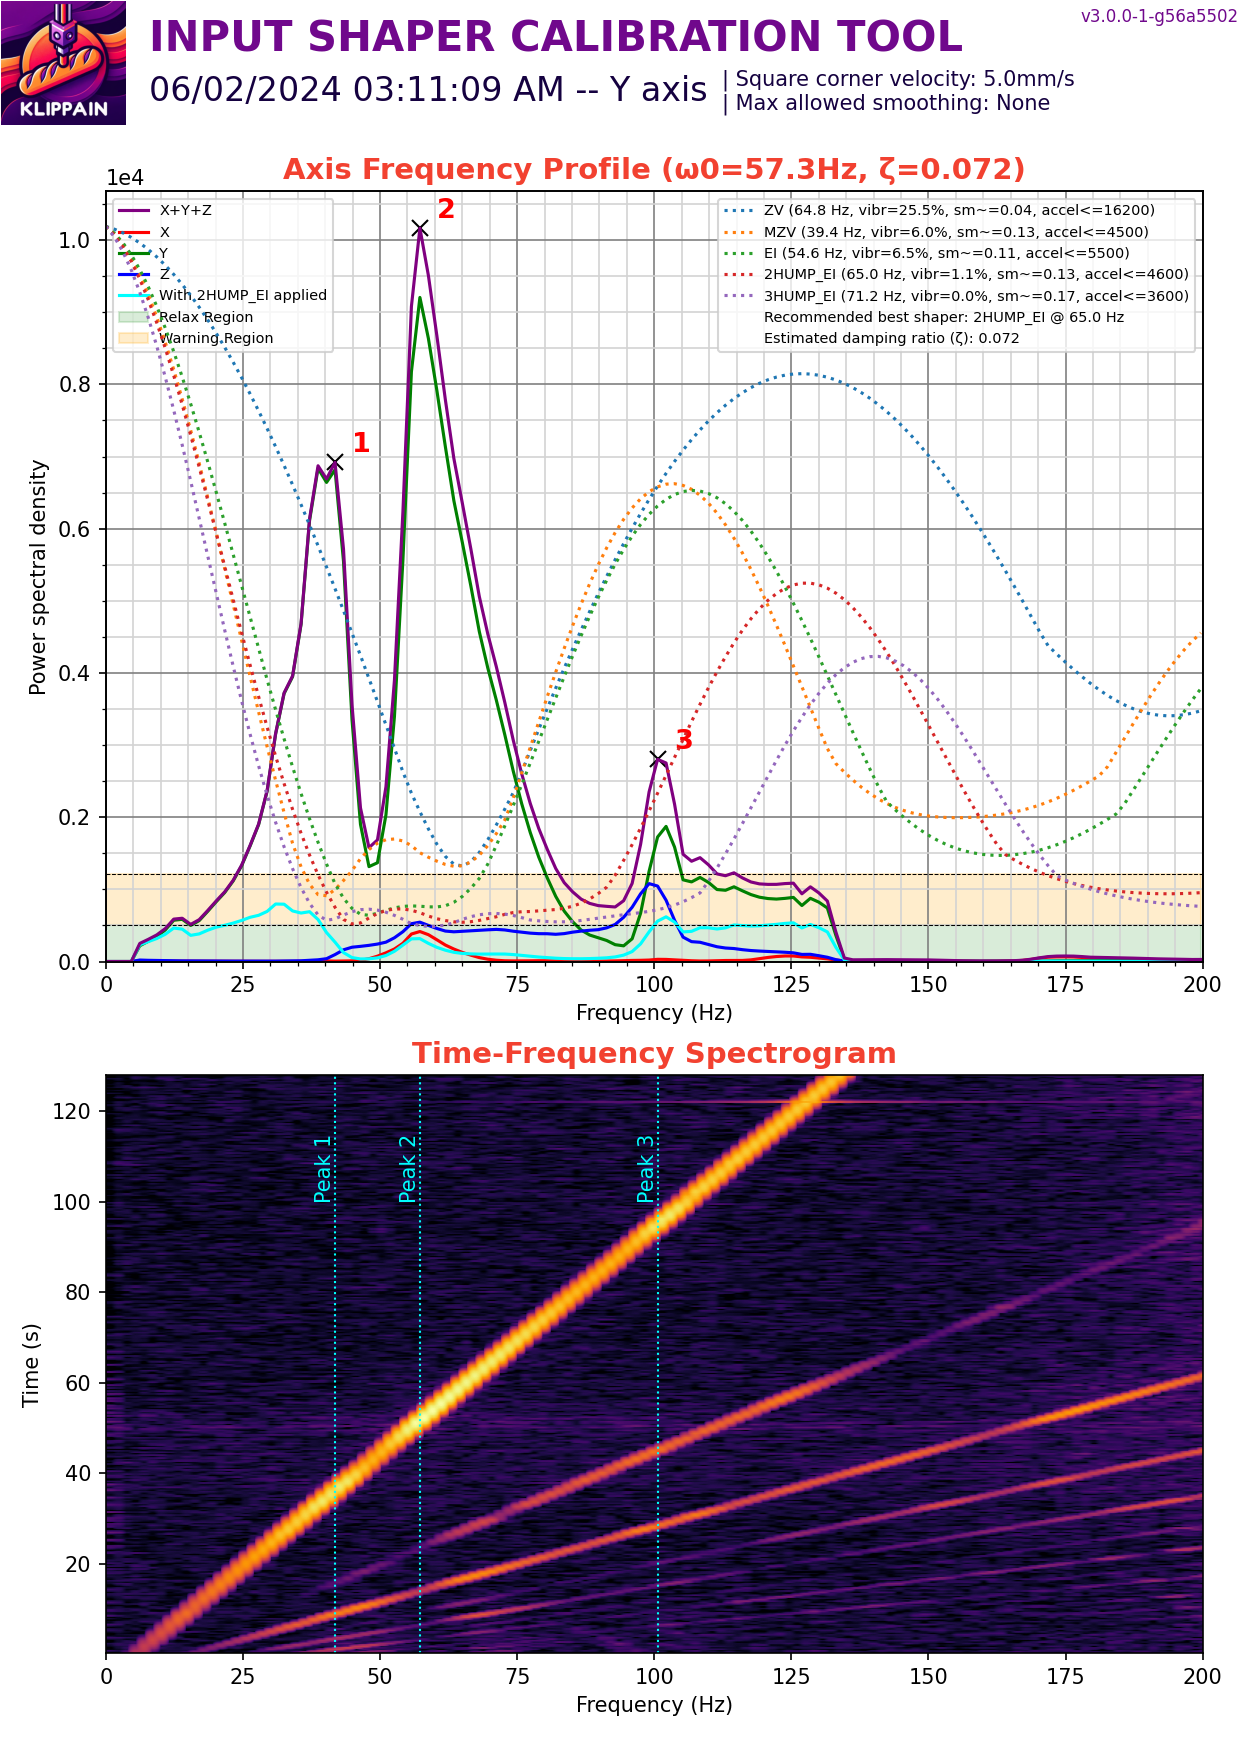 v3.0.0-1-g56a5502
INPUT SHAPER CALIBRATION TOOL
06/02/2024 03:11:09 AM -- Y axis
| Square corner velocity: 5.0mm/s
| Max allowed smoothing: None
KLIPPAIN
Axis Frequency Profile (ω0=57.3Hz, ζ=0.072)
1e4
X+Y+Z
X
Y
Z
With 2HUMP_EI applied
Relax Region
Warning Region
ZV (64.8 Hz, vibr=25.5%, sm~=0.04, accel<=16200)
MZV (39.4 Hz, vibr=6.0%, sm~=0.13, accel<=4500)
EI (54.6 Hz, vibr=6.5%, sm~=0.11, accel<=5500)
2HUMP_EI (65.0 Hz, vibr=1.1%, sm~=0.13, accel<=4600)
3HUMP_EI (71.2 Hz, vibr=0.0%, sm~=0.17, accel<=3600)
Recommended best shaper: 2HUMP_EI @ 65.0 Hz
Estimated damping ratio (ζ): 0.072
2
1
3
Power spectral density
1.0
0.8
0.6
0.4
0.2
0.0
0 25 50 75 100 125 150 175 200
Frequency (Hz)
Time-Frequency Spectrogram
Peak 1
Peak 2
Peak 3
Time (s)
120
100
80
60
40
20
0 25 50 75 100 125 150 175 200
Frequency (Hz)